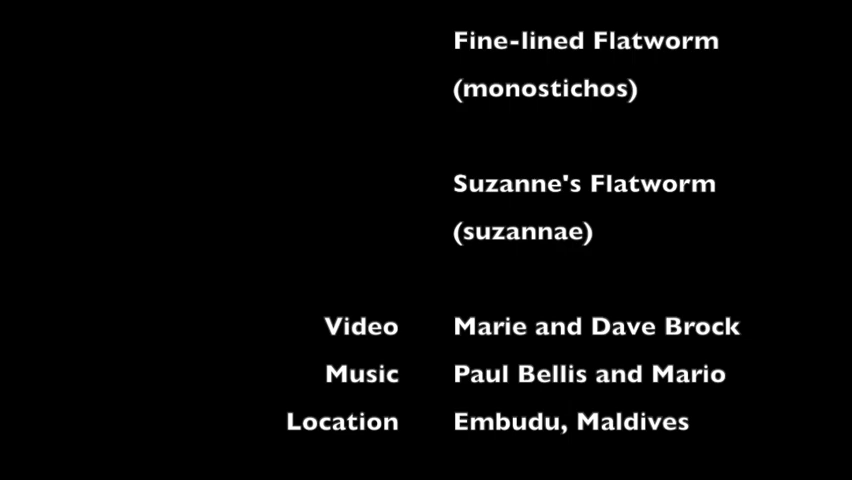 Fine-lined Flatworm
(monostichos)
Suzanne's Flatworm
(suzannae)
Video Marie and Dave Brock
Music Paul Bellis and Mario
Location Embudu, Maldives